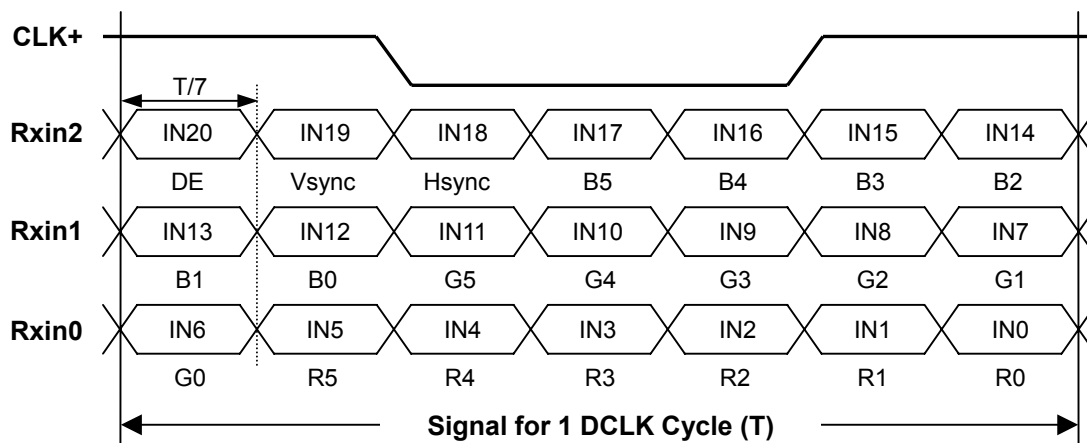 CLK+
T/7
Rxin2 IN20 IN19 IN18 IN17 IN16 IN15 IN14
DE Vsync Hsync B5 B4 B3 B2
Rxin1 IN13 IN12 IN11 IN10 IN9 IN8 IN7
B1 B0 G5 G4 G3 G2 G1
Rxin0 IN6 IN5 IN4 IN3 IN2 IN1 IN0
G0 R5 R4 R3 R2 R1 R0
Signal for 1 DCLK Cycle (T)